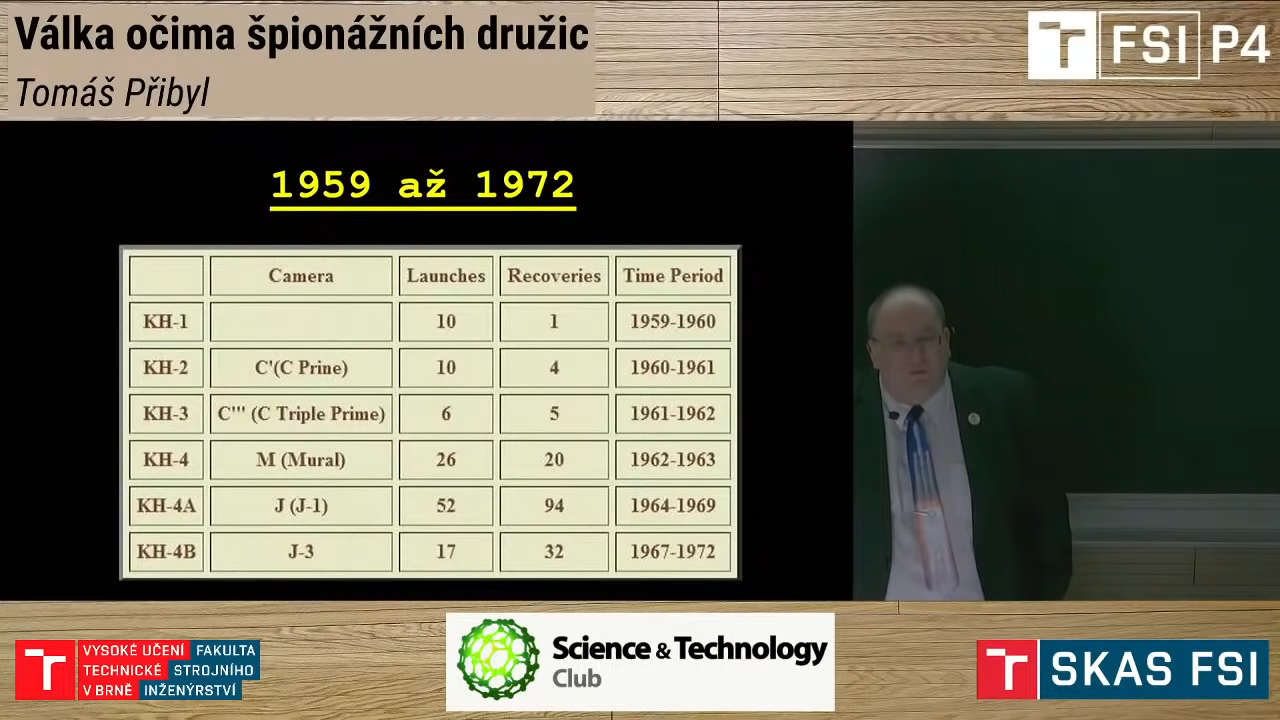 Válka očima špionážních družic
Tomáš Přibyl
FSI P4
1959 až 1972
Camera Launches Recoveries Time Period
KH-1 10 1 1959-1960
KH-2 C'(C Prine) 10 4 1960-1961
KH-3 C''' (C Triple Prime) 6 5 1961-1962
KH-4 M (Mural) 26 20 1962-1963
KH-4A J (J-1) 52 94 1964-1969
KH-4B J-3 17 32 1967-1972
VYSOKÉ UČENÍ FAKULTA
TECHNICKÉ STROJNÍHO
V BRNĚ INŽENÝRSTVÍ
Science & Technology
Club
SKAS FSI